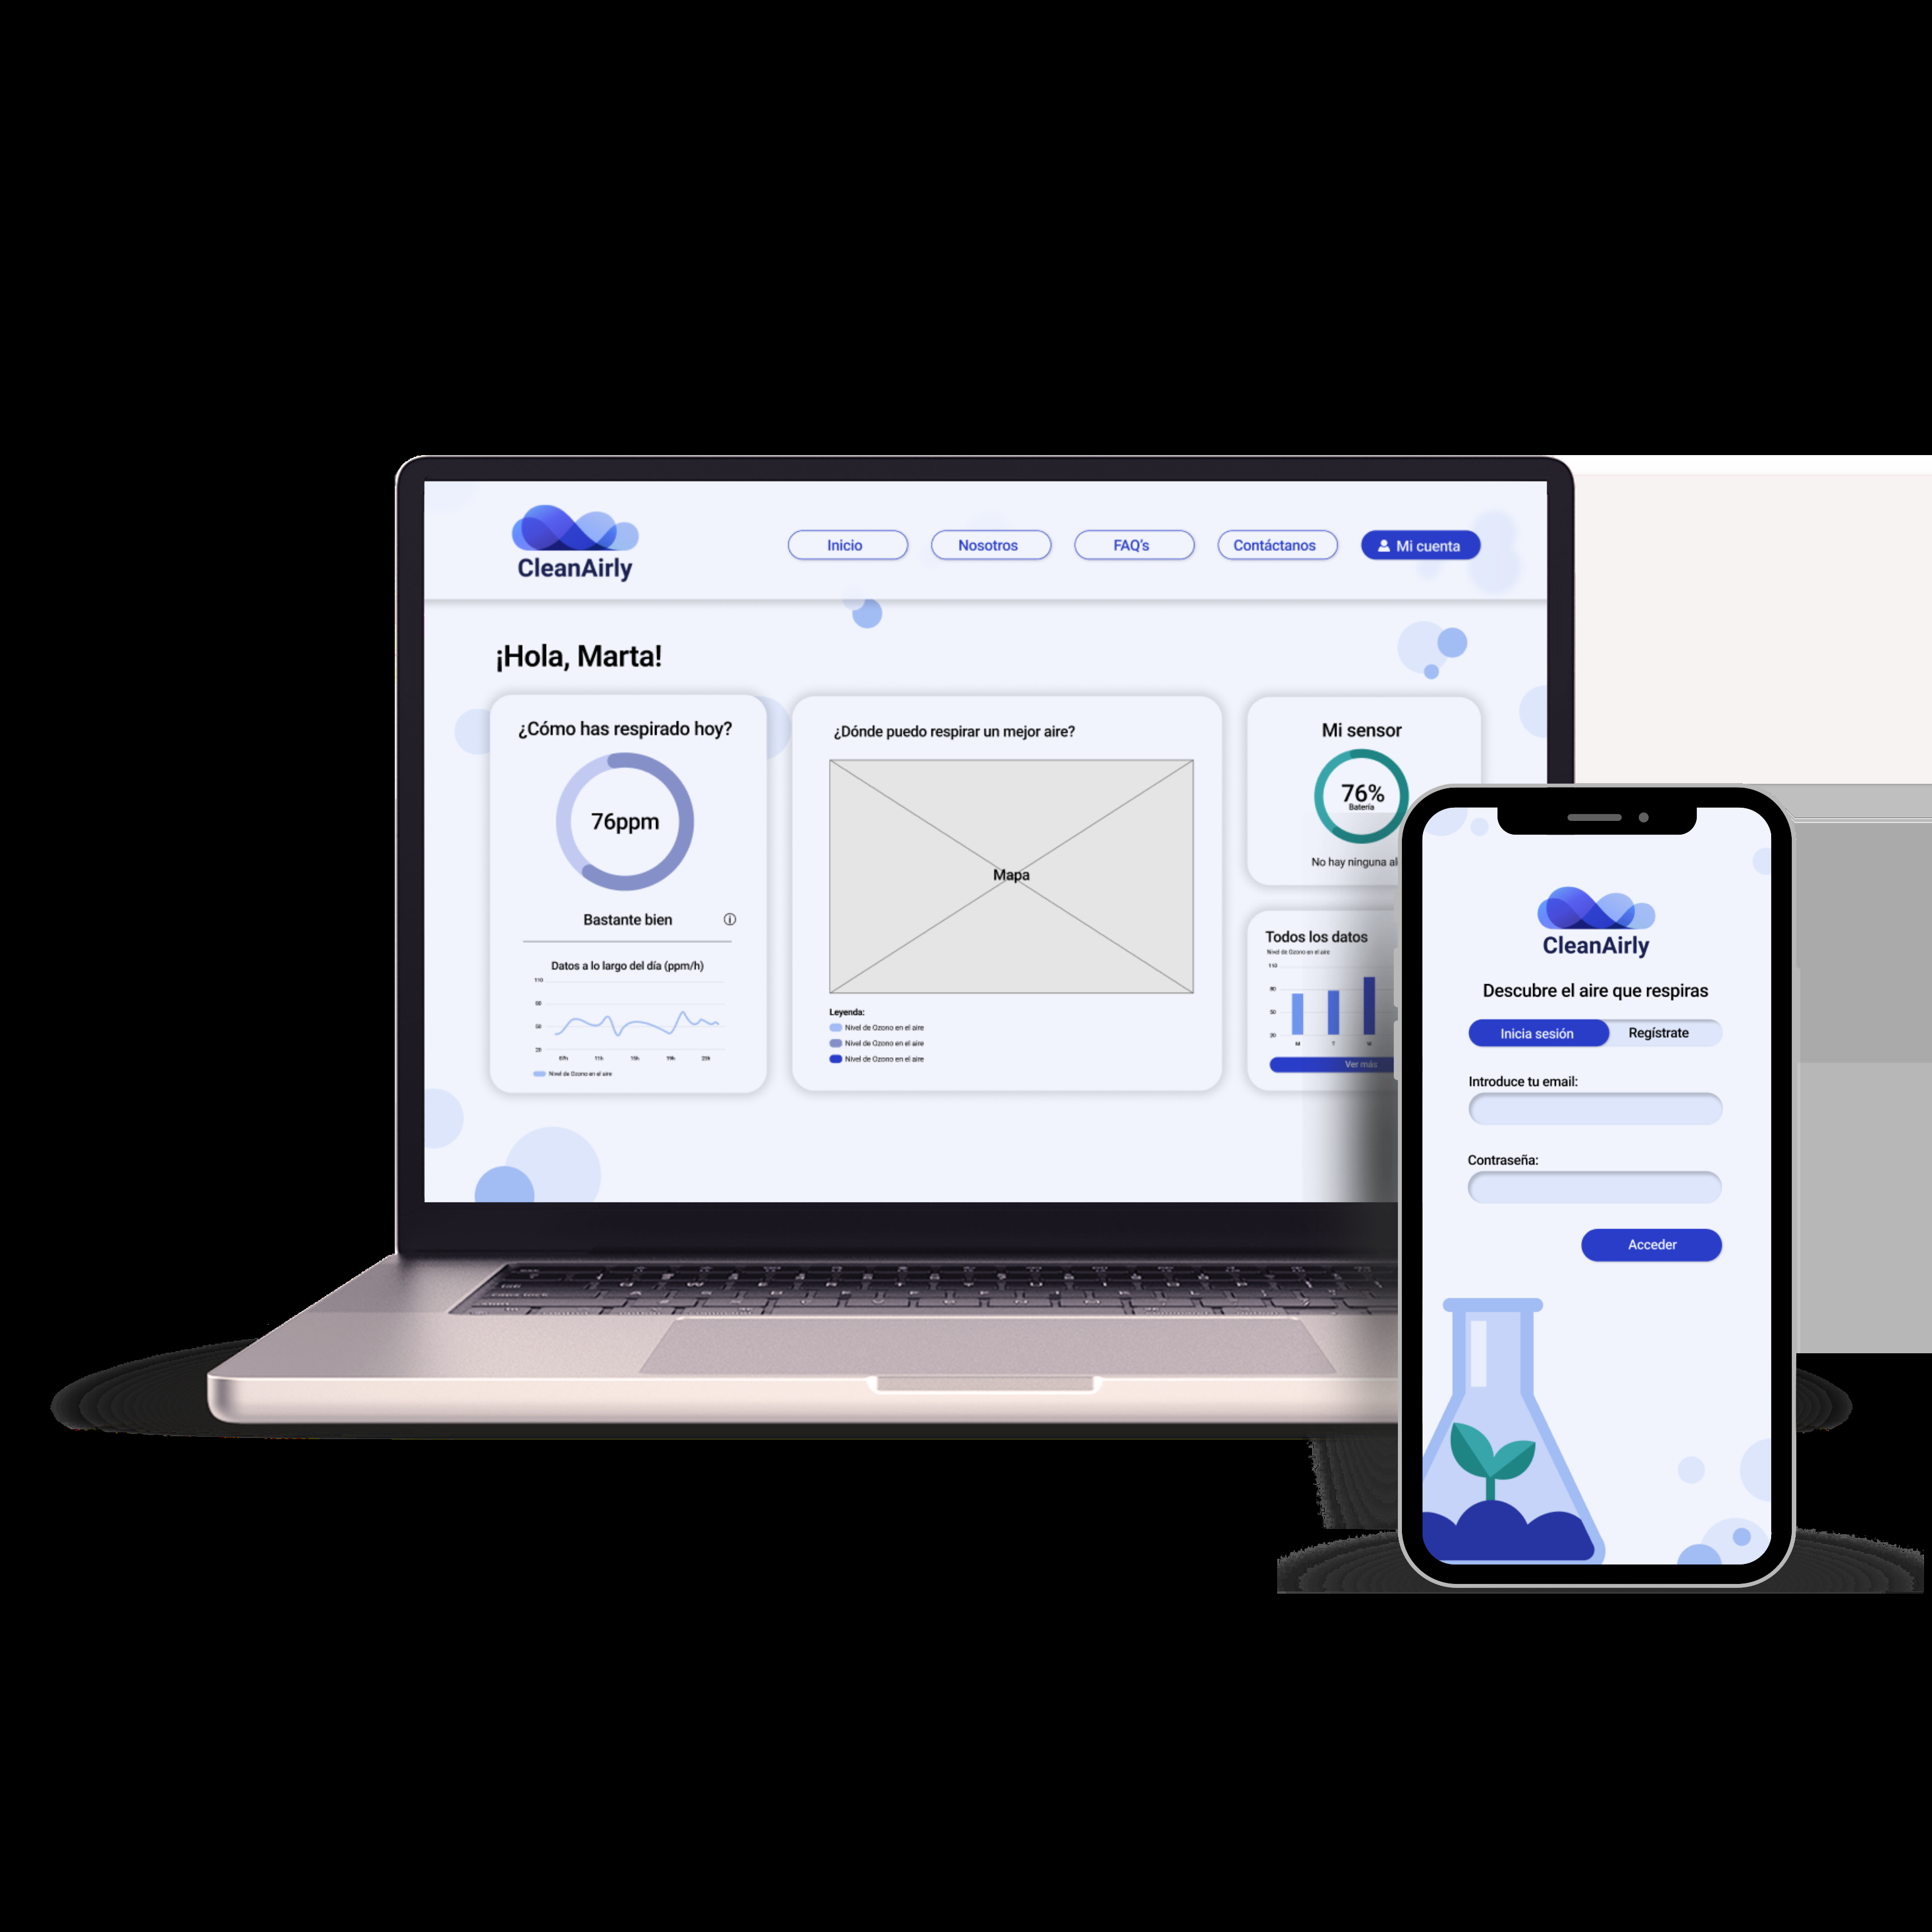 CleanAirly
Inicio
Nosotros
FAQ's
Contáctanos
Mi cuenta
¡Hola, Marta!
¿Cómo has respirado hoy?
76ppm
Bastante bien
Datos a lo largo del día (ppm/h)
110
80
50
20
07h
11h
15h
19h
23h
Nivel de Ozono en el aire
¿Dónde puedo respirar un mejor aire?
Mapa
Leyenda:
Nivel de Ozono en el aire
Nivel de Ozono en el aire
Nivel de Ozono en el aire
Mi sensor
76%
Batería
No hay ninguna al
Todos los datos
Nivel de Ozono en el aire
110
80
50
20
M
T
W
Ver más
CleanAirly
Descubre el aire que respiras
Inicia sesión
Regístrate
Introduce tu email:
Contraseña:
Acceder